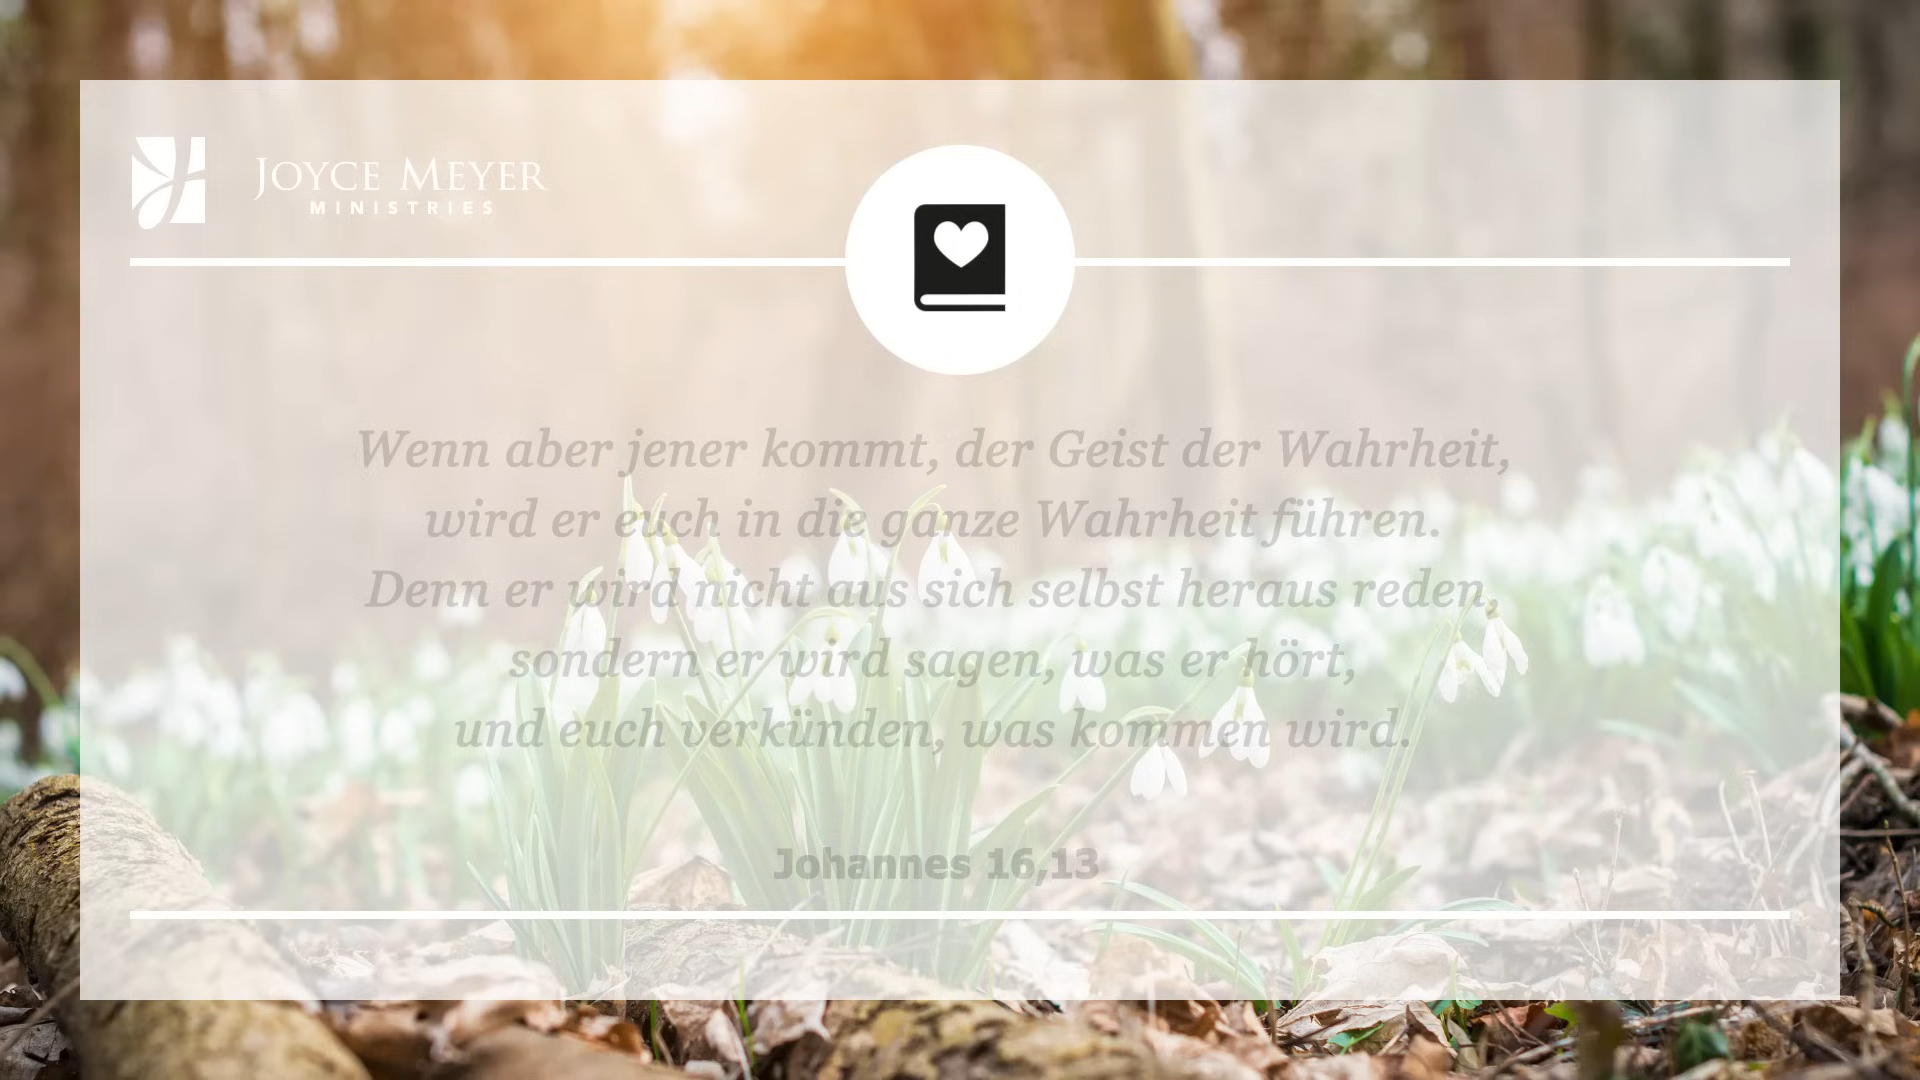 JOYCE MEYER
MINISTRIES
Wenn aber jener kommt, der Geist der Wahrheit,
wird er euch in die ganze Wahrheit führen.
Denn er wird nicht aus sich selbst heraus reden,
sondern er wird sagen, was er hört,
und euch verkünden, was kommen wird.
Johannes 16,13